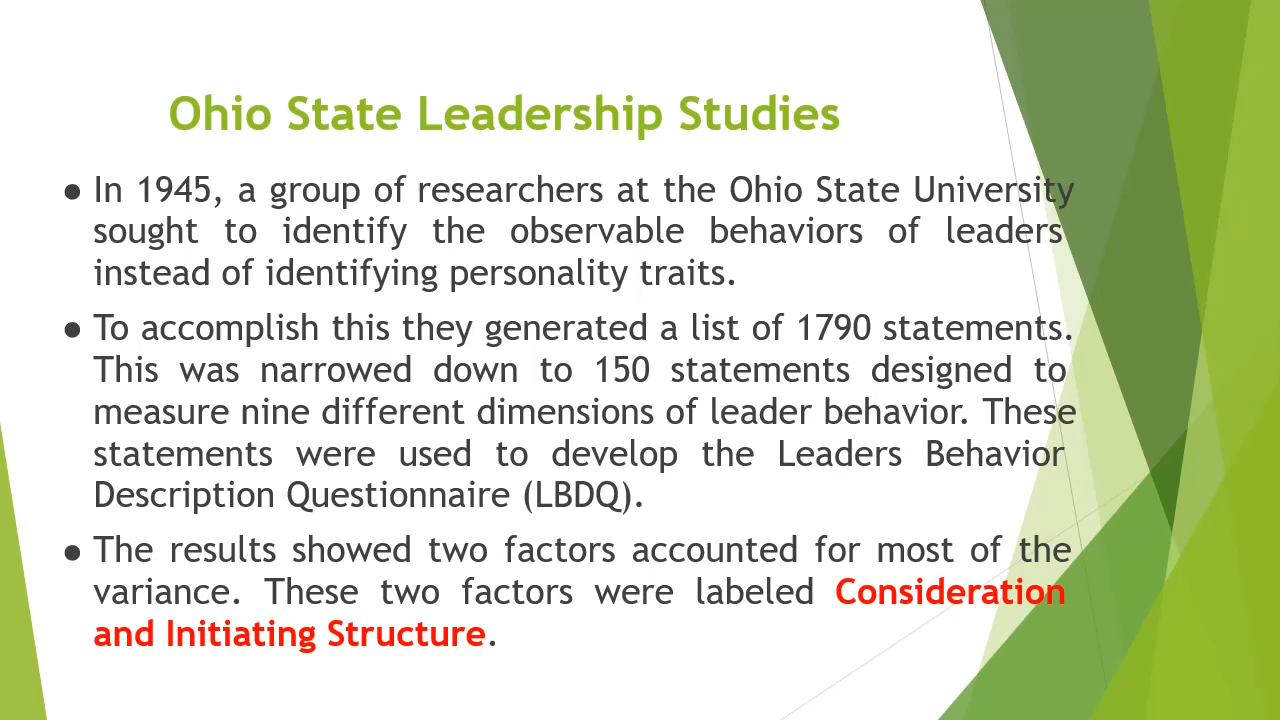 Ohio State Leadership Studies
● In 1945, a group of researchers at the Ohio State University
sought to identify the observable behaviors of leaders
instead of identifying personality traits.
● To accomplish this they generated a list of 1790 statements.
This was narrowed down to 150 statements designed to
measure nine different dimensions of leader behavior. These
statements were used to develop the Leaders Behavior
Description Questionnaire (LBDQ).
● The results showed two factors accounted for most of the
variance. These two factors were labeled Consideration
and Initiating Structure.